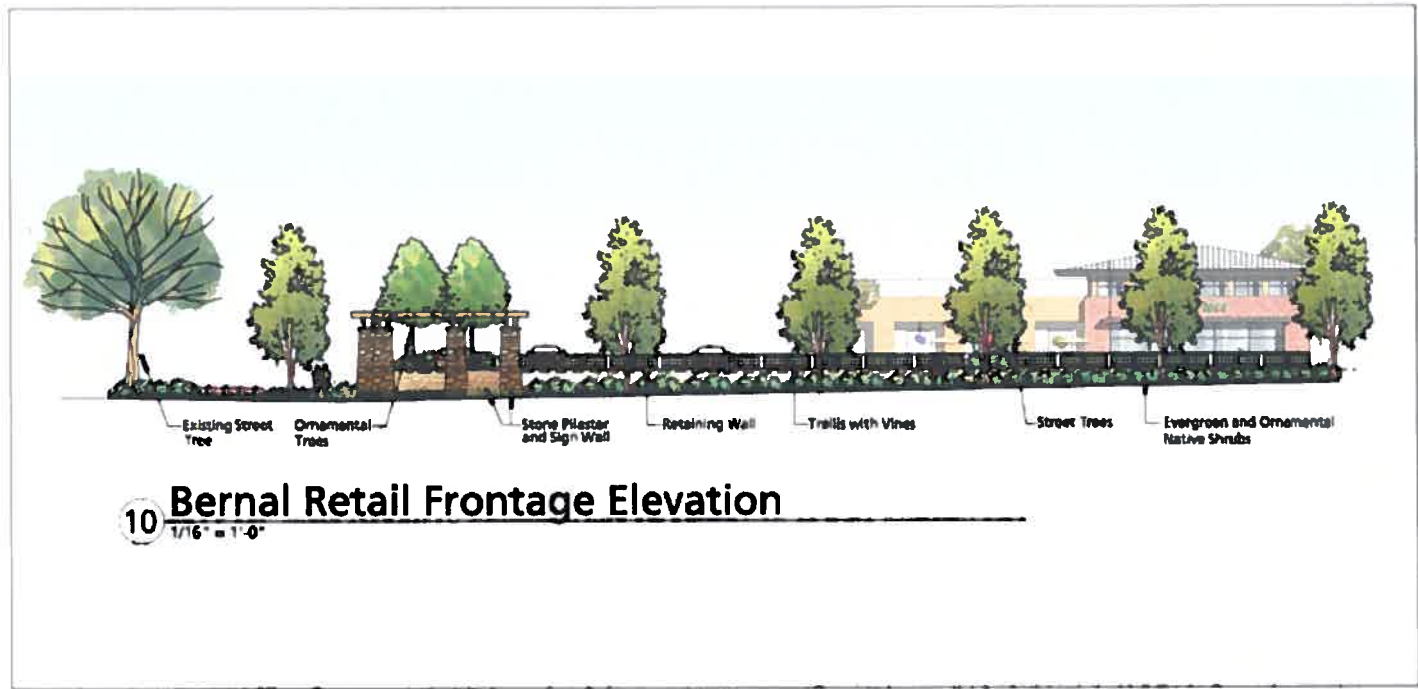 Existing Street
Tree
Ornamental
Trees
Stone Pilaster
and Sign Wall
Retaining Wall
Trellis with Vines
Street Trees
Evergreen and Ornamental
Native Shrubs
10
Bernal Retail Frontage Elevation
1/16" = 1'-0"